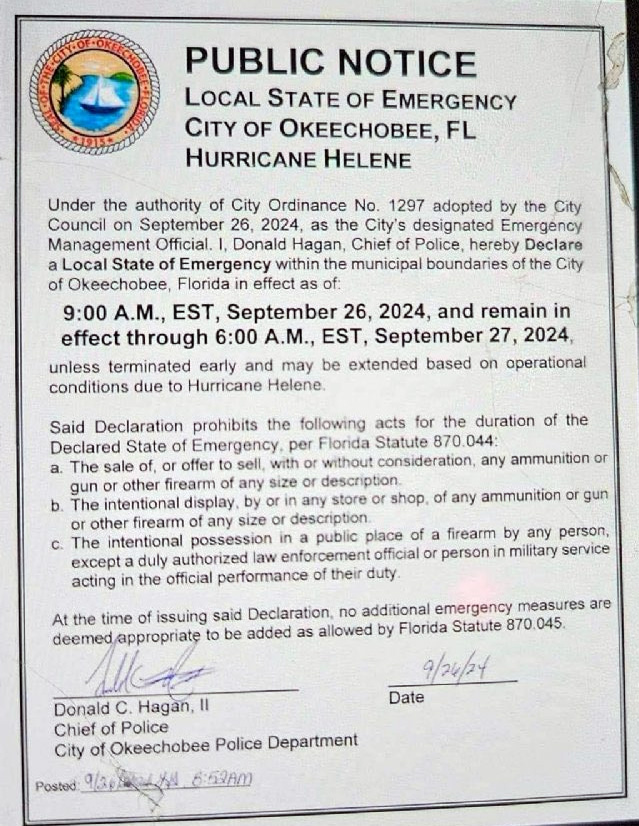 SEAL OF THE CITY OF OKEECHOBEE, FLORIDA
1915
PUBLIC NOTICE
LOCAL STATE OF EMERGENCY
CITY OF OKEECHOBEE, FL
HURRICANE HELENE
Under the authority of City Ordinance No. 1297 adopted by the City
Council on September 26, 2024, as the City's designated Emergency
Management Official. I, Donald Hagan, Chief of Police, hereby Declare
a Local State of Emergency within the municipal boundaries of the City
of Okeechobee, Florida in effect as of:
9:00 A.M., EST, September 26, 2024, and remain in
effect through 6:00 A.M., EST, September 27, 2024,
unless terminated early and may be extended based on operational
conditions due to Hurricane Helene.
Said Declaration prohibits the following acts for the duration of the
Declared State of Emergency, per Florida Statute 870.044:
a. The sale of, or offer to sell, with or without consideration, any ammunition or
gun or other firearm of any size or description.
b. The intentional display, by or in any store or shop, of any ammunition or gun
or other firearm of any size or description.
c. The intentional possession in a public place of a firearm by any person,
except a duly authorized law enforcement official or person in military service
acting in the official performance of their duty.
At the time of issuing said Declaration, no additional emergency measures are
deemed appropriate to be added as allowed by Florida Statute 870.045.
9/26/24
Donald C. Hagan, II
Date
Chief of Police
City of Okeechobee Police Department
Posted: 9/26 8:52AM